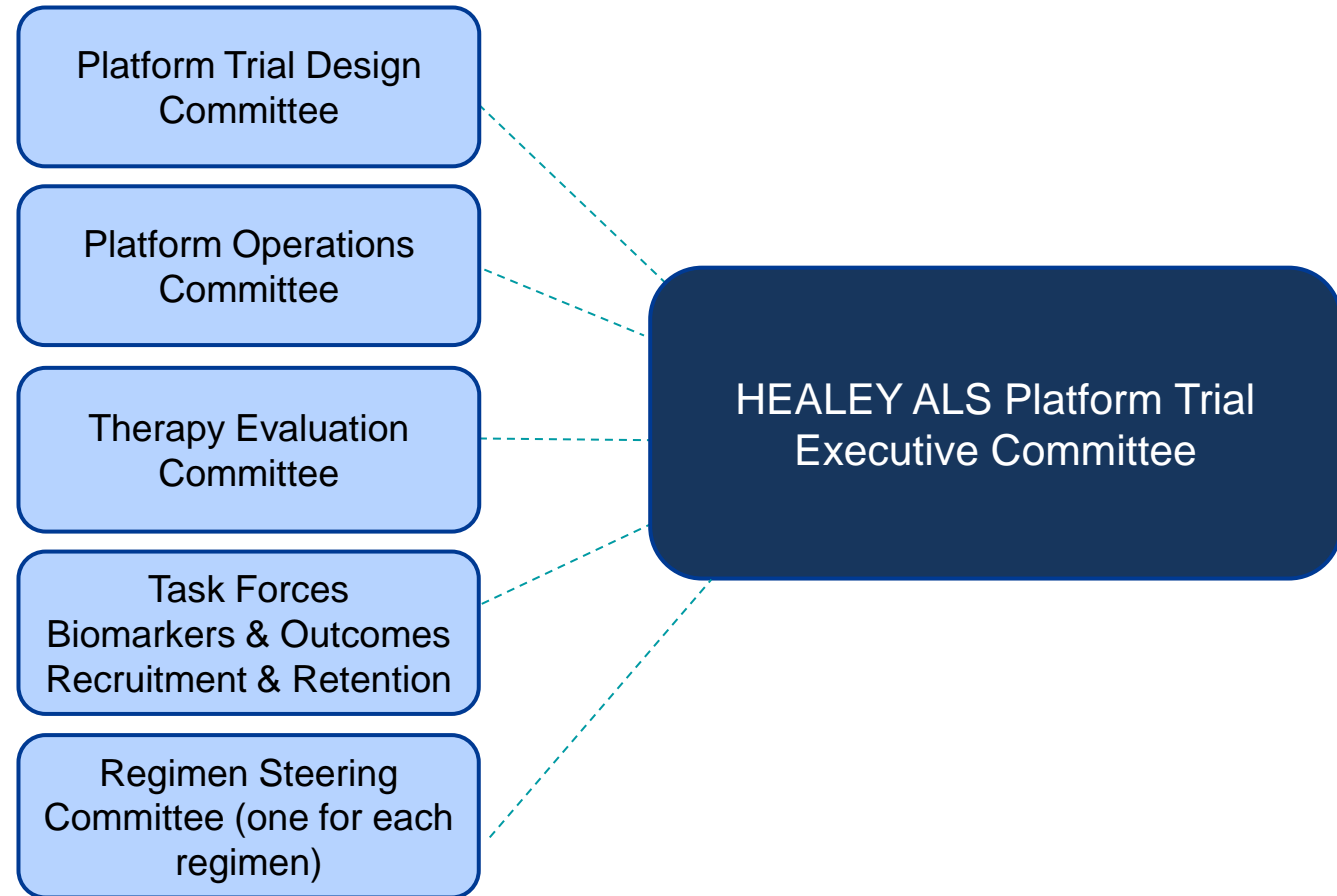 Platform Trial Design
Committee
Platform Operations
Committee
Therapy Evaluation
Committee
Task Forces
Biomarkers & Outcomes
Recruitment & Retention
Regimen Steering
Committee (one for each
regimen)
HEALEY ALS Platform Trial
Executive Committee